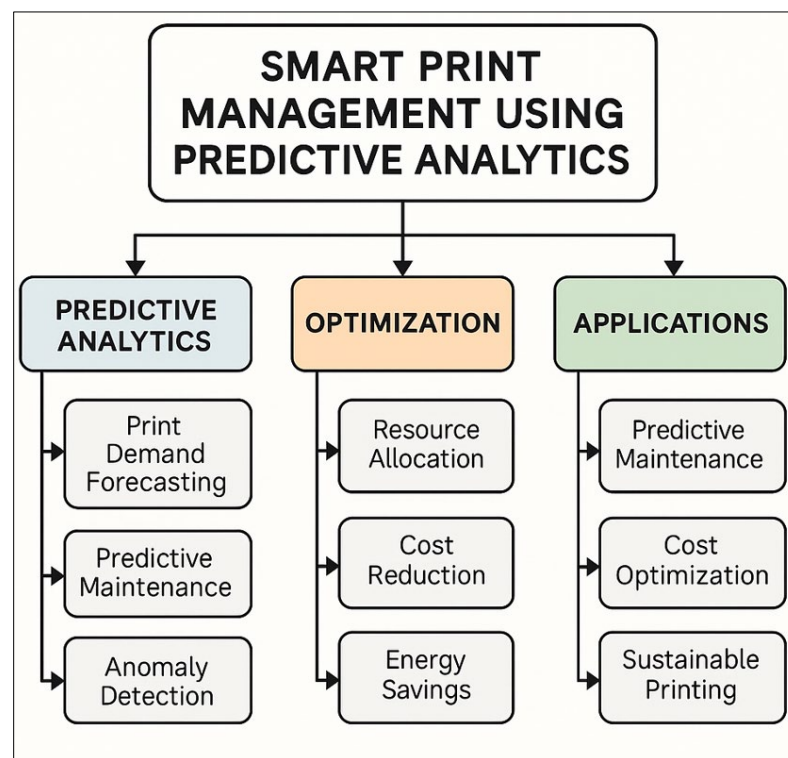 SMART PRINT
MANAGEMENT USING
PREDICTIVE ANALYTICS
PREDICTIVE
ANALYTICS
Print
Demand
Forecasting
Predictive
Maintenance
Anomaly
Detection
OPTIMIZATION
Resource
Allocation
Cost
Reduction
Energy
Savings
APPLICATIONS
Predictive
Maintenance
Cost
Optimization
Sustainable
Printing